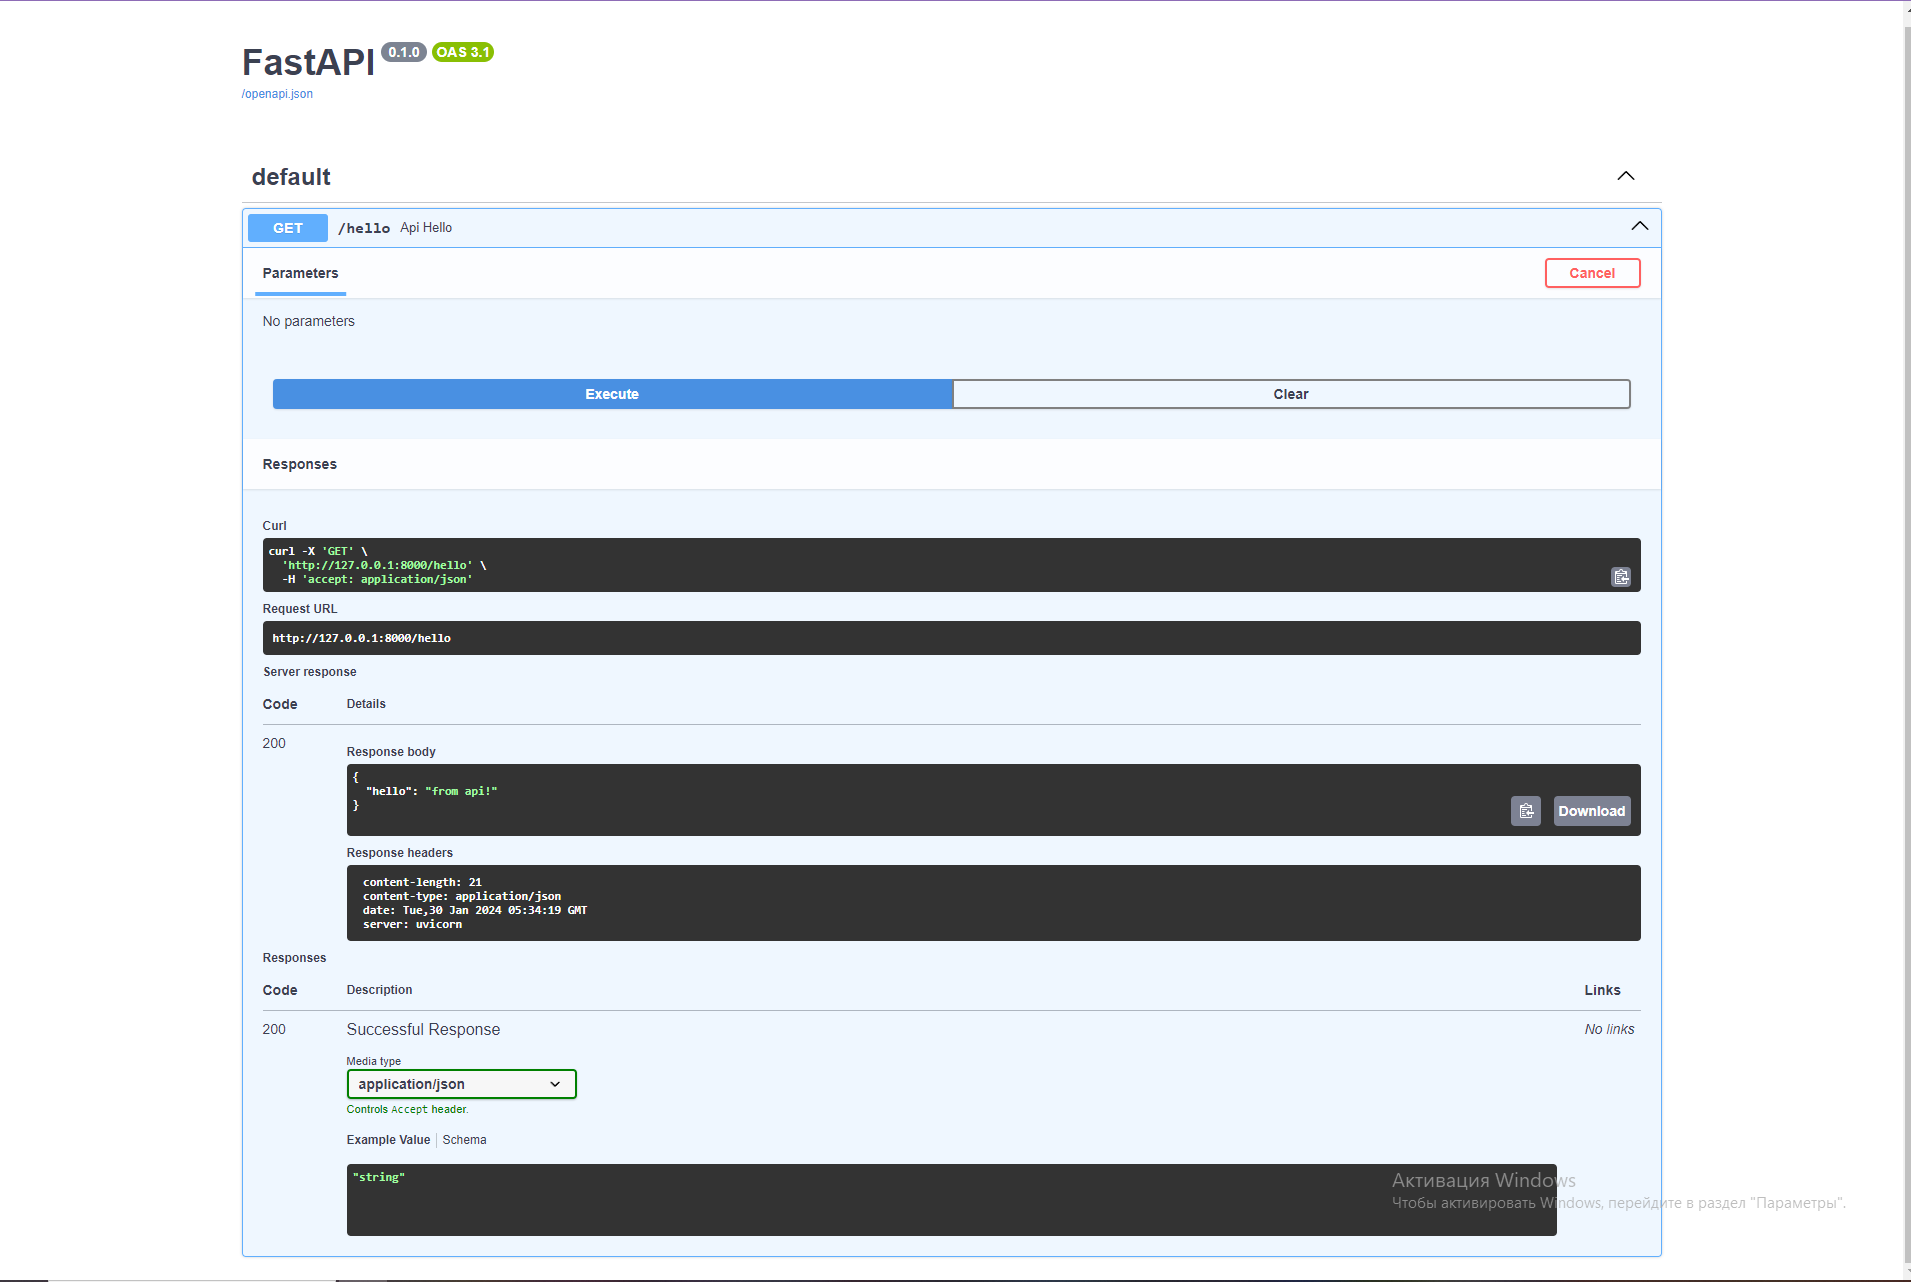 FastAPI 0.1.0 OAS 3.1
/openapi.json
default
GET /hello Api Hello
Parameters Cancel
No parameters
Execute Clear
Responses
Curl
curl -X 'GET' \
  'http://127.0.0.1:8000/hello' \
  -H 'accept: application/json'
Request URL
http://127.0.0.1:8000/hello
Server response
Code Details
200
Response body
{
  "hello": "from api!"
}
Download
Response headers
content-length: 21
content-type: application/json
date: Tue,30 Jan 2024 05:34:19 GMT
server: uvicorn
Responses
Code Description Links
200 Successful Response No links
Media type
application/json
Controls Accept header.
Example Value Schema
"string"
Активация Windows
Чтобы активировать Windows, перейдите в раздел "Параметры".